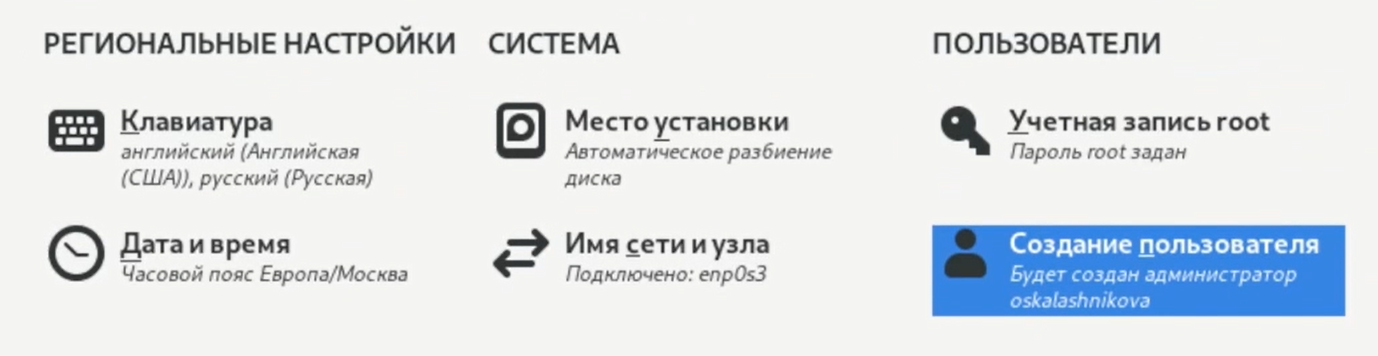 РЕГИОНАЛЬНЫЕ НАСТРОЙКИ
Клавиатура
английский (Английская
(США)), русский (Русская)
Дата и время
Часовой пояс Европа/Москва
СИСТЕМА
Место установки
Автоматическое разбиение
диска
Имя сети и узла
Подключено: enp0s3
ПОЛЬЗОВАТЕЛИ
Учетная запись root
Пароль root задан
Создание пользователя
Будет создан администратор
oskalashnikova